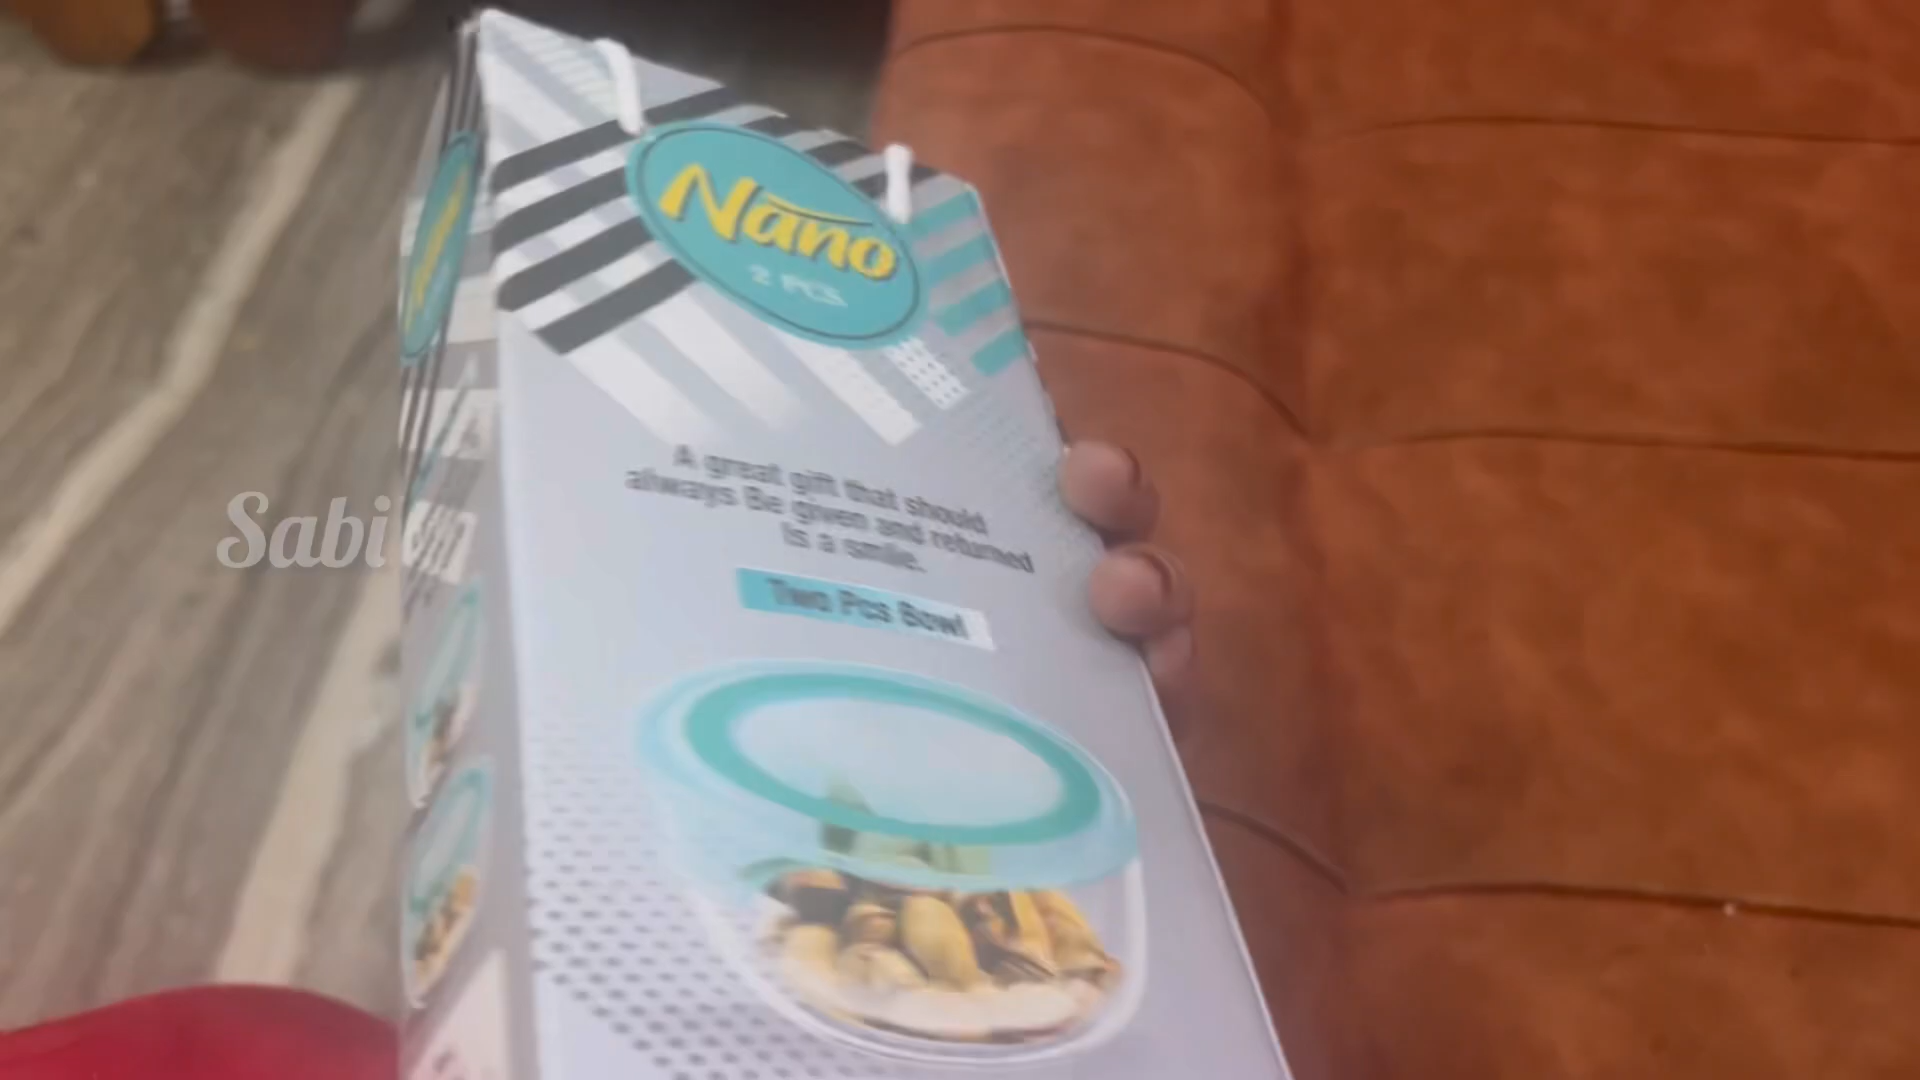 Nano
2 PCS
A great gift that should
always Be given and returned
Is a smile.
Two Pcs Bowl
Sabi